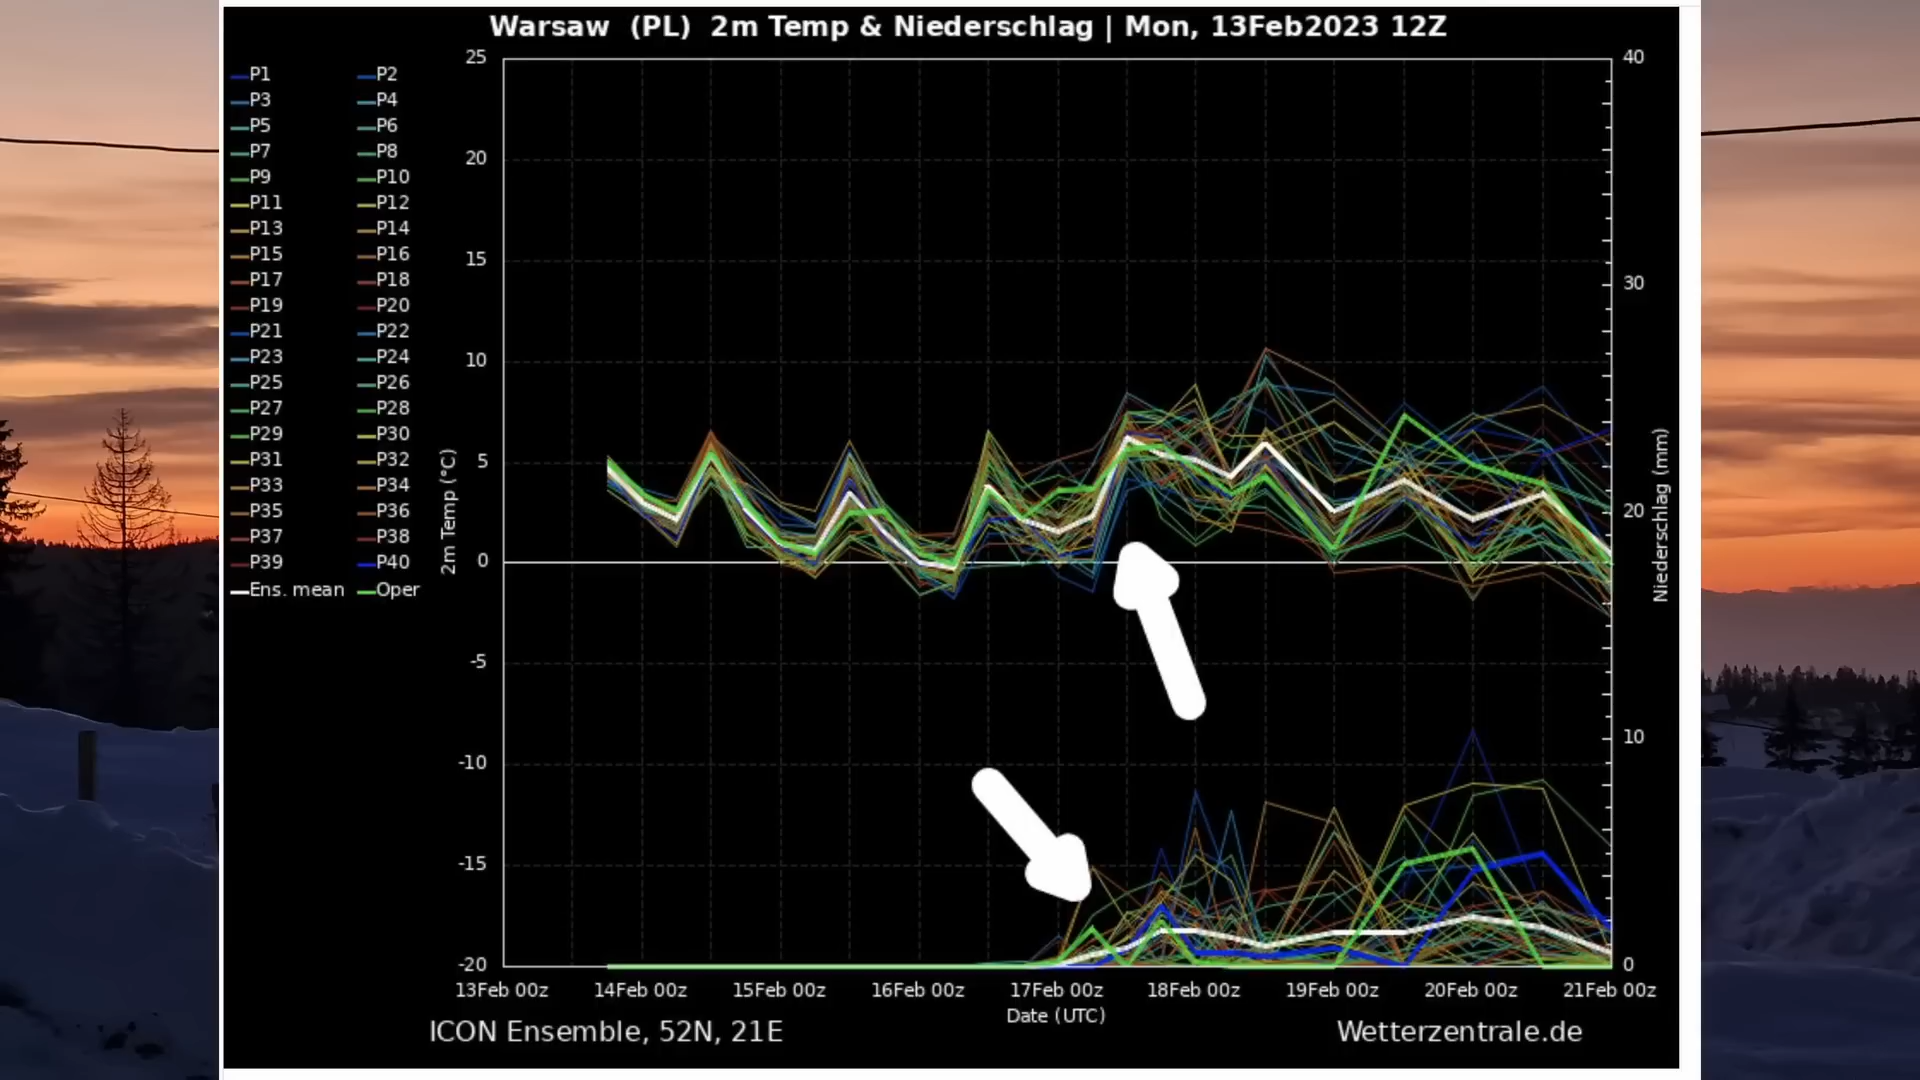 Warsaw (PL) 2m Temp & Niederschlag | Mon, 13Feb2023 12Z
P1 P2
P3 P4
P5 P6
P7 P8
P9 P10
P11 P12
P13 P14
P15 P16
P17 P18
P19 P20
P21 P22
P23 P24
P25 P26
P27 P28
P29 P30
P31 P32
P33 P34
P35 P36
P37 P38
P39 P40
Ens. mean Oper
2m Temp (°C)
25
20
15
10
5
0
-5
-10
-15
-20
40
30
20
10
0
Niederschlag (mm)
13Feb 00z 14Feb 00z 15Feb 00z 16Feb 00z 17Feb 00z 18Feb 00z 19Feb 00z 20Feb 00z 21Feb 00z
Date (UTC)
ICON Ensemble, 52N, 21E
Wetterzentrale.de